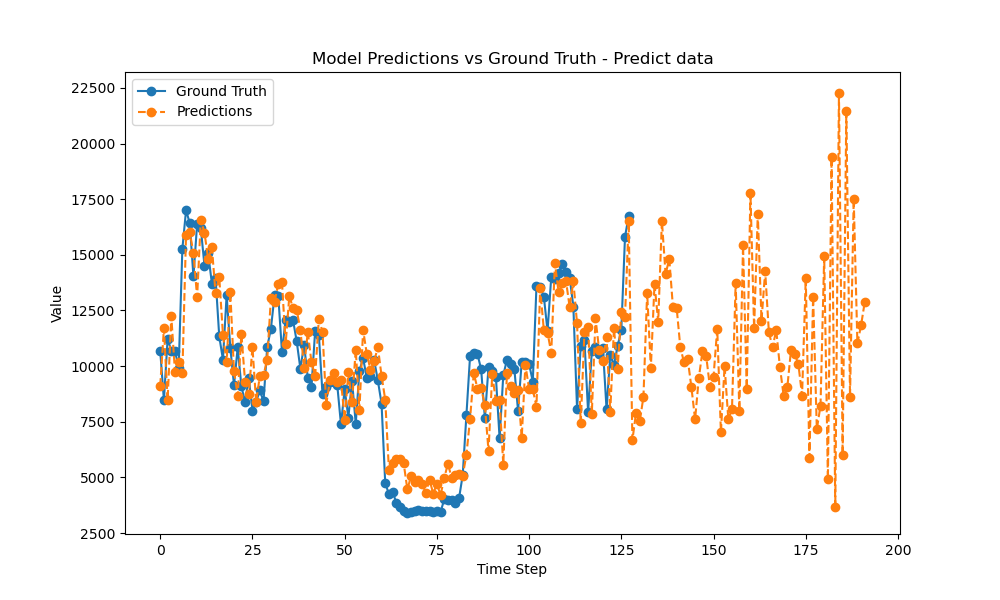 Model Predictions vs Ground Truth - Predict data
Ground Truth
Predictions
22500
20000
17500
15000
12500
10000
7500
5000
2500
Value
0 25 50 75 100 125 150 175 200
Time Step